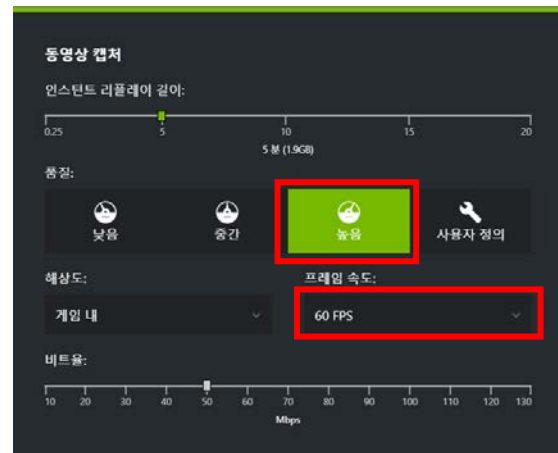 동영상 캡처
인스턴트 리플레이 길이:
0.25 5 10 15 20
5 분 (1.9GB)
품질:
낮음 중간 높음 사용자 정의
해상도: 프레임 속도:
게임 내 60 FPS
비트율:
10 20 30 40 50 60 70 80 90 100 110 120 130
Mbps